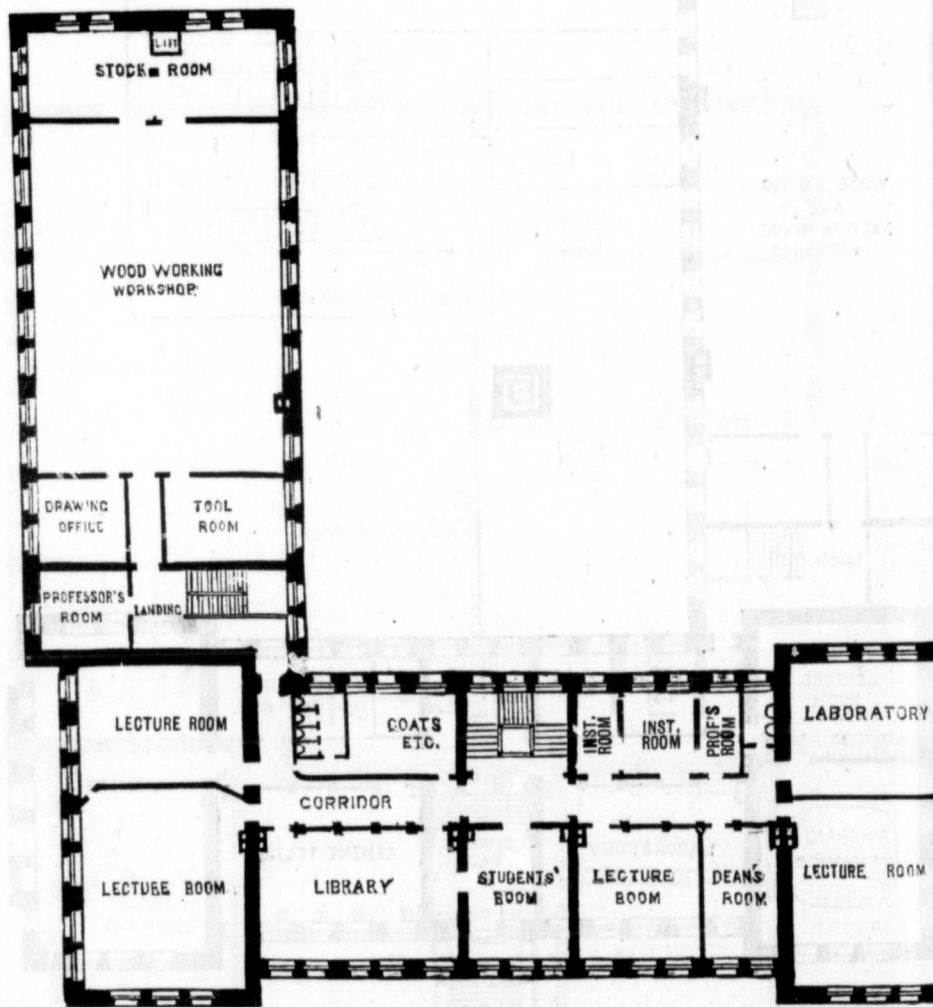 LIFT
STOCK ROOM
WOOD WORKING
WORKSHOP.
DRAWING
OFFICE
TOOL
ROOM
PROFESSOR'S
ROOM
LANDING
LECTURE ROOM
COATS
ETC.
INST.
ROOM
INST.
ROOM
PROF'S
ROOM
LABORATORY
CORRIDOR
LECTURE ROOM.
LIBRARY
STUDENTS'
ROOM
LECTURE
ROOM
DEAN'S
ROOM
LECTURE ROOM